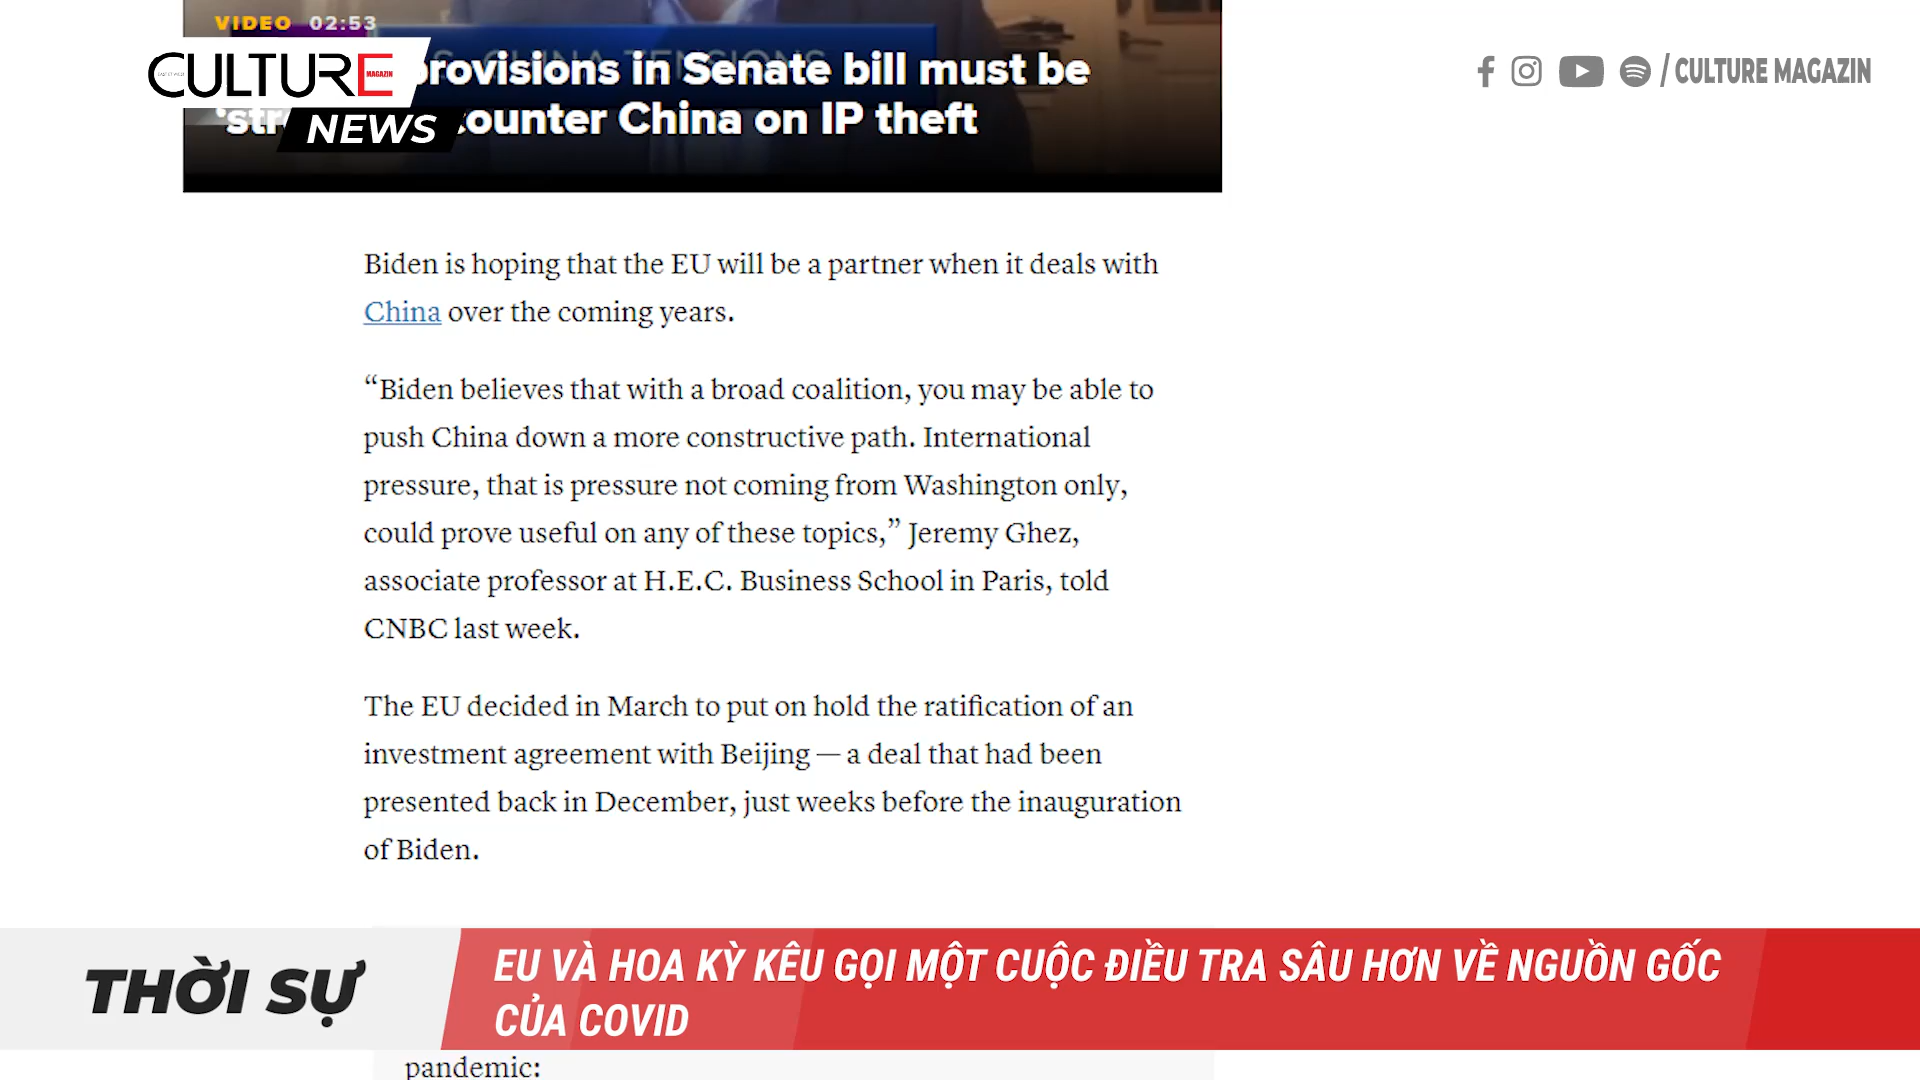 VIDEO 02:53
CULTURE
MAGAZIN
NEWS
provisions in Senate bill must be
counter China on IP theft
/ CULTURE MAGAZIN
Biden is hoping that the EU will be a partner when it deals with
China over the coming years.
“Biden believes that with a broad coalition, you may be able to
push China down a more constructive path. International
pressure, that is pressure not coming from Washington only,
could prove useful on any of these topics,” Jeremy Ghez,
associate professor at H.E.C. Business School in Paris, told
CNBC last week.
The EU decided in March to put on hold the ratification of an
investment agreement with Beijing — a deal that had been
presented back in December, just weeks before the inauguration
of Biden.
THỜI SỰ
EU VÀ HOA KỲ KÊU GỌI MỘT CUỘC ĐIỀU TRA SÂU HƠN VỀ NGUỒN GỐC
CỦA COVID
pandemic: